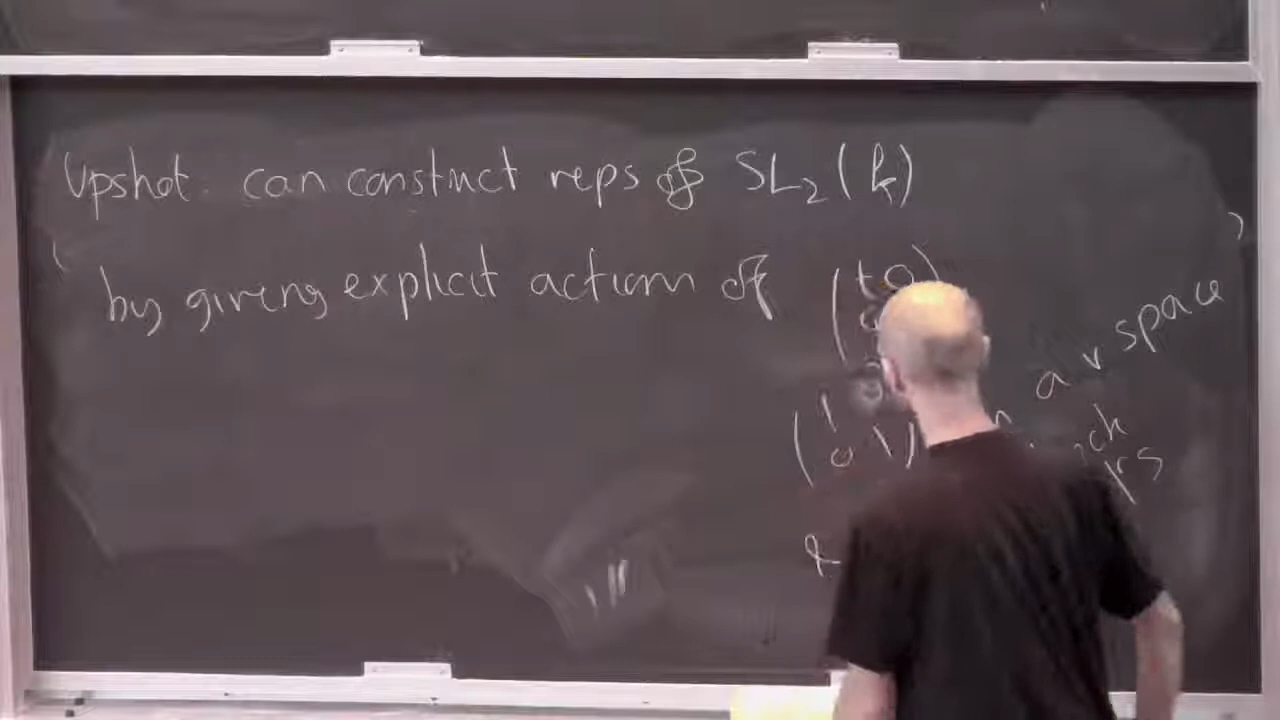 Upshot: can construct reps of SL₂(k)
by giving explicit action of (t 0
a v space
(1
0 1)
&